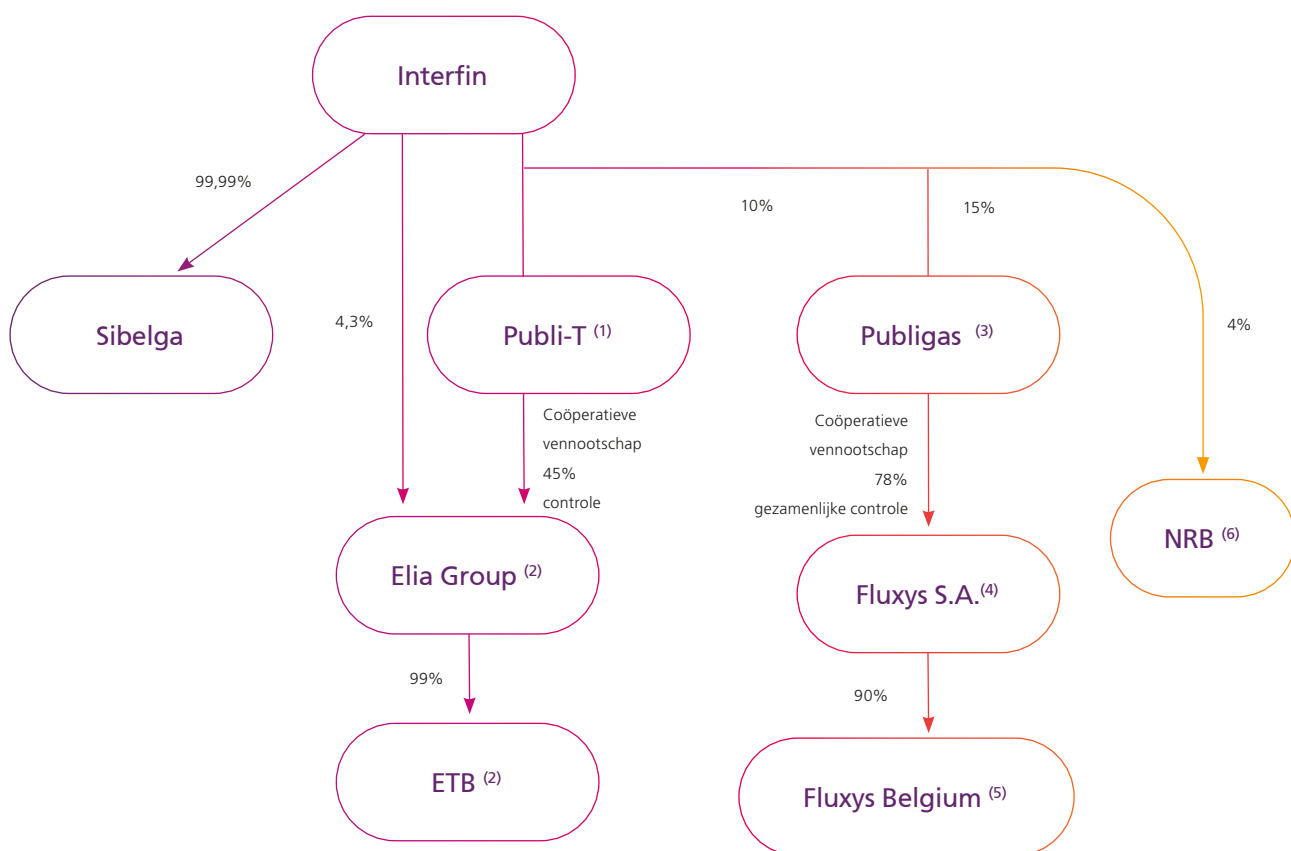 Interfin
99,99%
10%
15%
4,3%
4%
Sibelga
Publi-T (1)
Publigas (3)
Coöperatieve
vennootschap
45%
controle
Coöperatieve
vennootschap
78%
gezamenlijke controle
NRB (6)
Elia Group (2)
Fluxys S.A.(4)
99%
90%
ETB (2)
Fluxys Belgium (5)